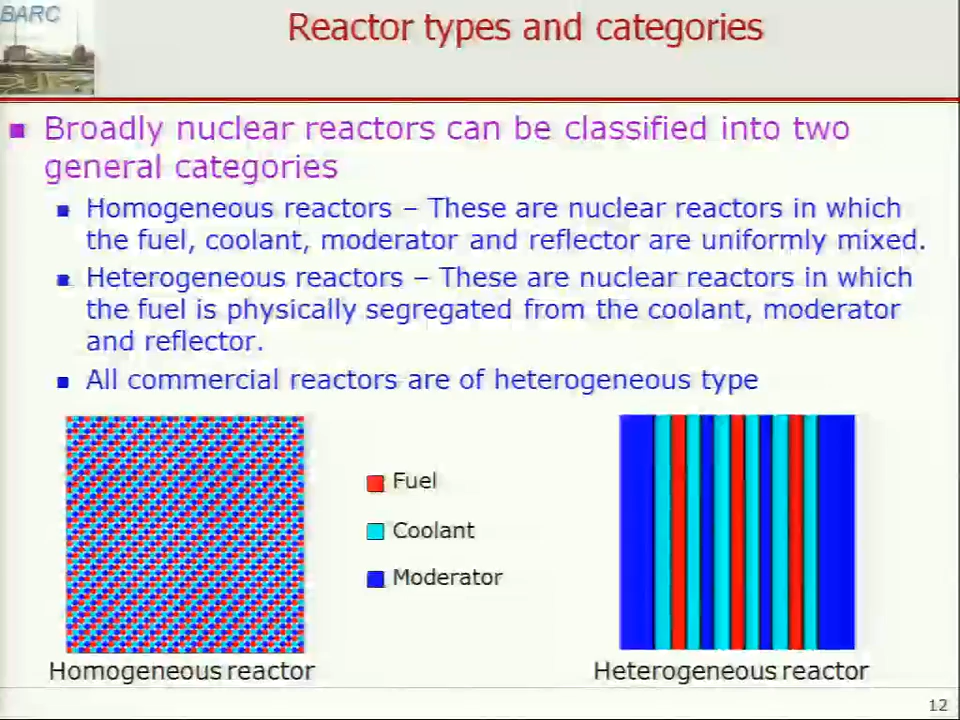 BARC
Reactor types and categories
Broadly nuclear reactors can be classified into two
general categories
Homogeneous reactors – These are nuclear reactors in which
the fuel, coolant, moderator and reflector are uniformly mixed.
Heterogeneous reactors – These are nuclear reactors in which
the fuel is physically segregated from the coolant, moderator
and reflector.
All commercial reactors are of heterogeneous type
Fuel
Coolant
Moderator
Homogeneous reactor
Heterogeneous reactor
12